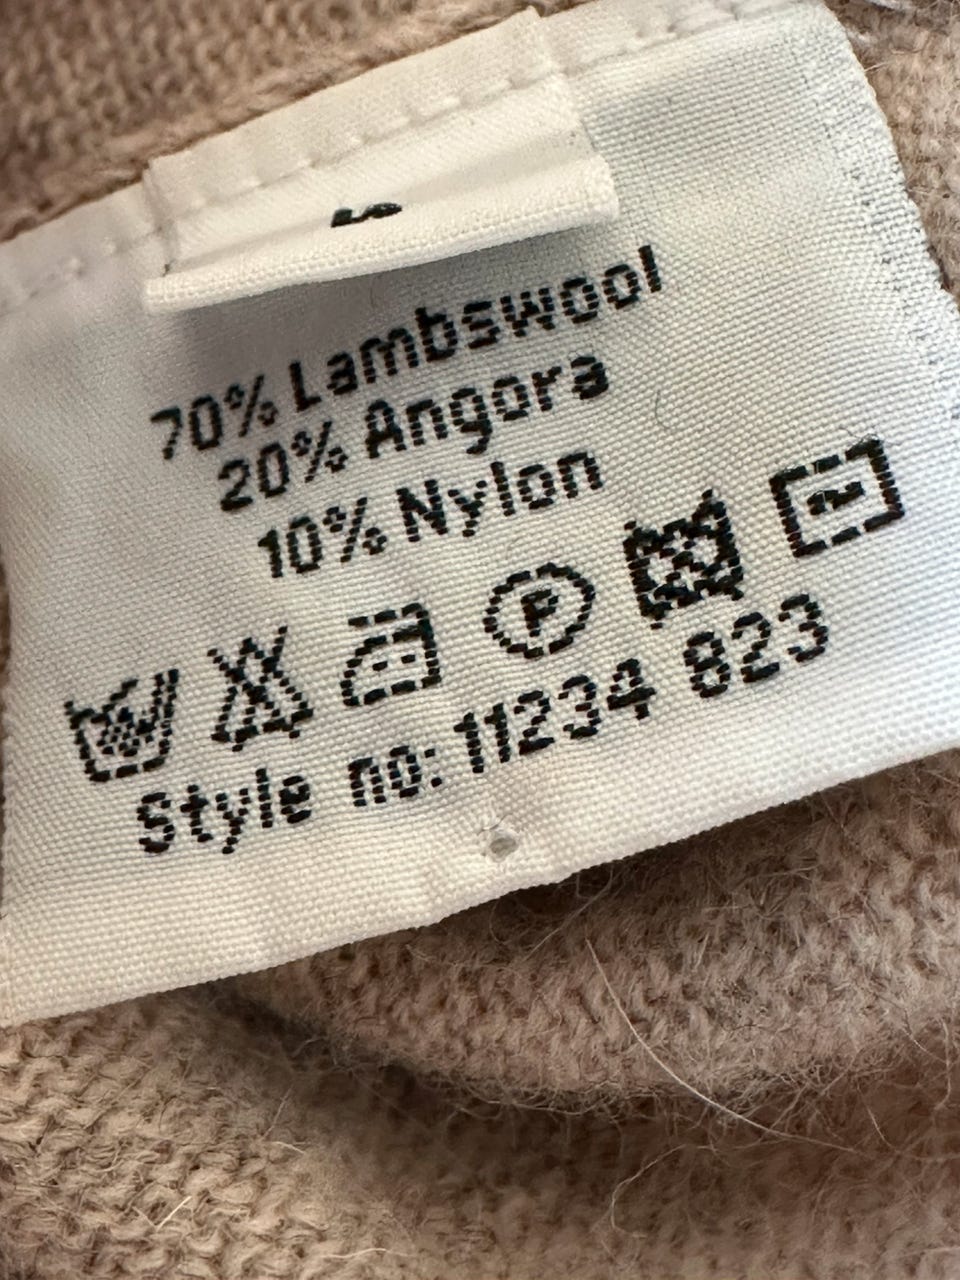 70% Lambswool
20% Angora
10% Nylon
P
Style no: 11234 823